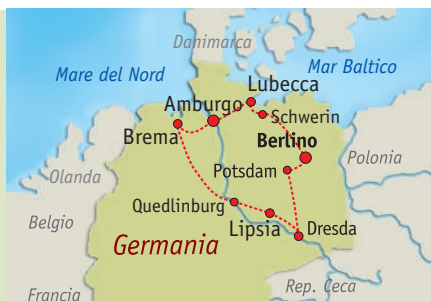 Danimarca
Mare del Nord
Mar Baltico
Lubecca
Amburgo
Schwerin
Brema
Berlino
Polonia
Olanda
Potsdam
Quedlinburg
Belgio
Lipsia
Dresda
Germania
Rep. Ceca
Francia